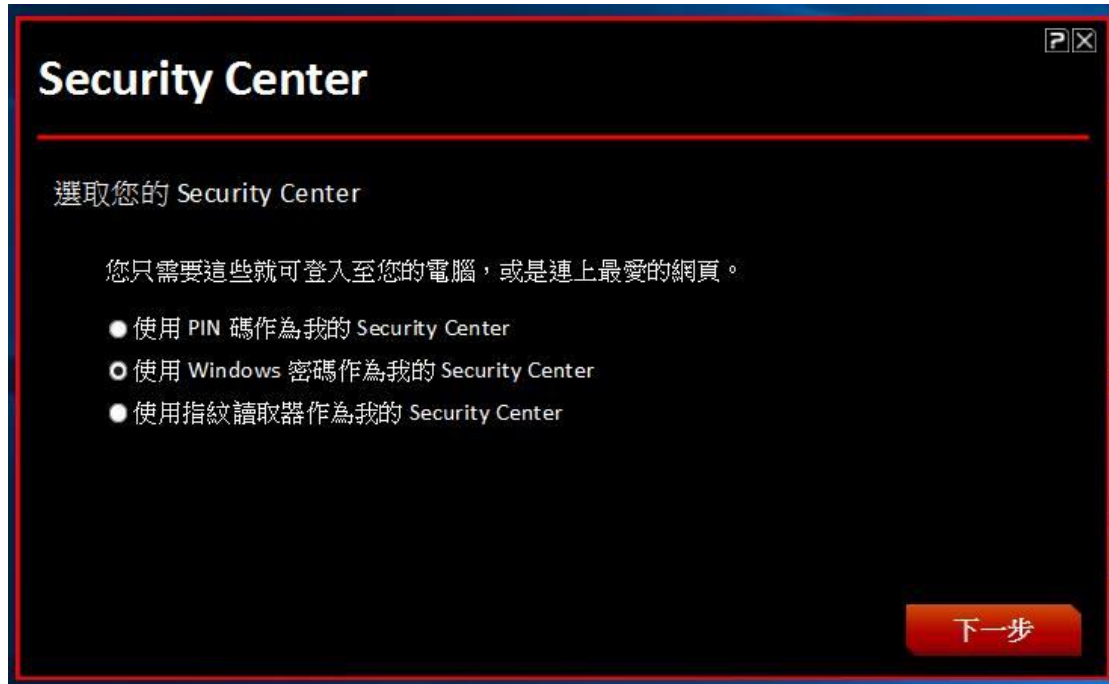 Security Center
選取您的 Security Center
您只需要這些就可登入至您的電腦，或是連上最愛的網頁。
使用 PIN 碼作為我的 Security Center
使用 Windows 密碼作為我的 Security Center
使用指紋讀取器作為我的 Security Center
下一步